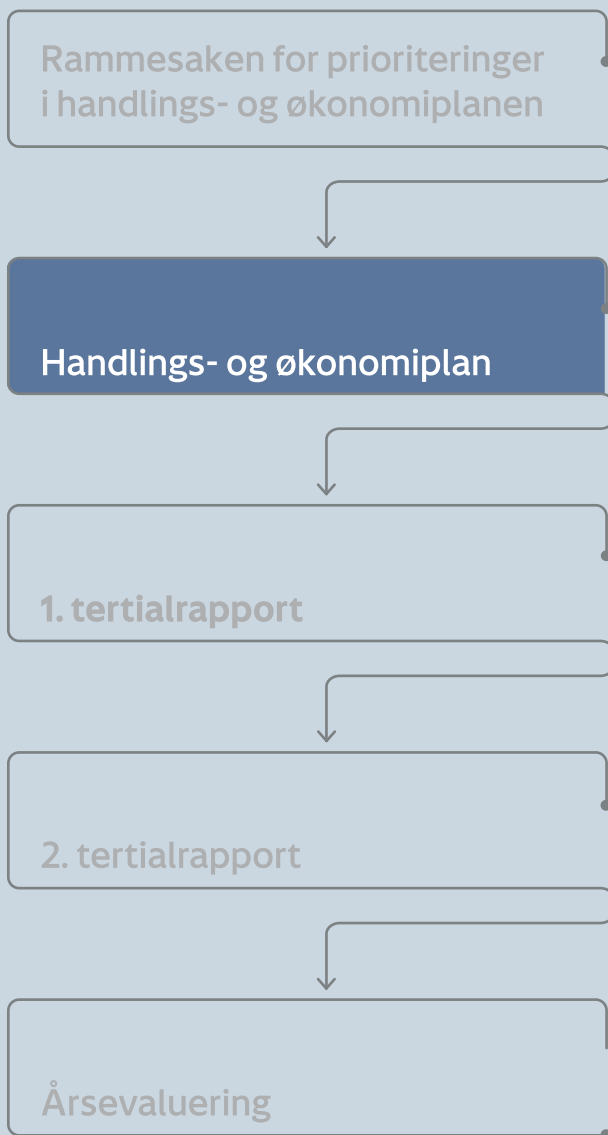 Rammesaken for prioriteringer
i handlings- og økonomiplanen
Handlings- og økonomiplan
1. tertialrapport
2. tertialrapport
Årsevaluering